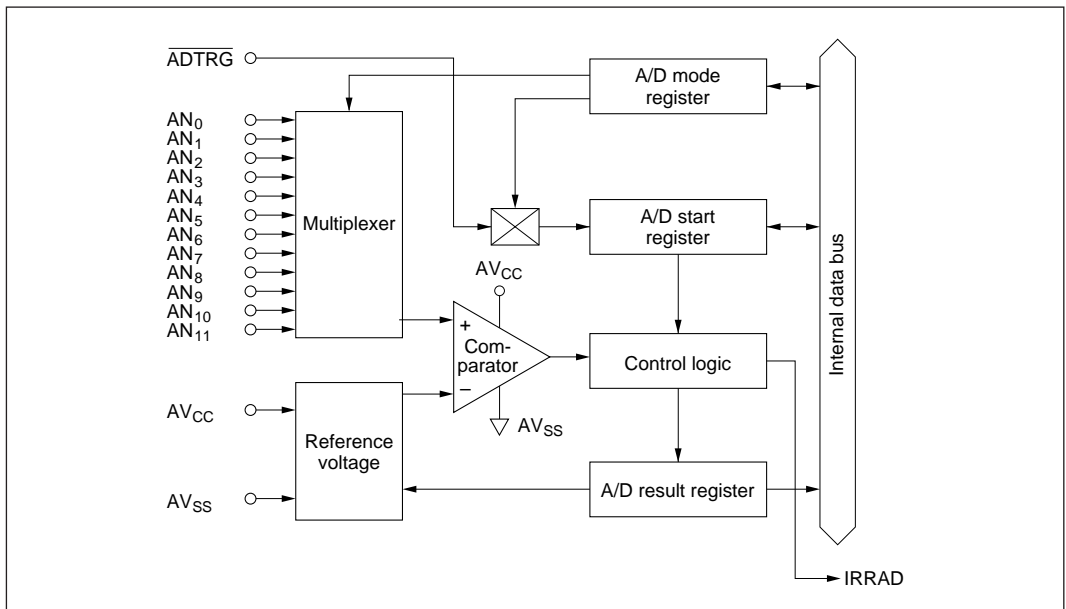 ADTRG
A/D mode
register
AN0
AN1
AN2
AN3
AN4
AN5
AN6
AN7
AN8
AN9
AN10
AN11
Multiplexer
A/D start
register
Internal data bus
AVCC
+
Com-
parator
–
AVSS
Control logic
AVCC
AVSS
Reference
voltage
A/D result register
IRRAD